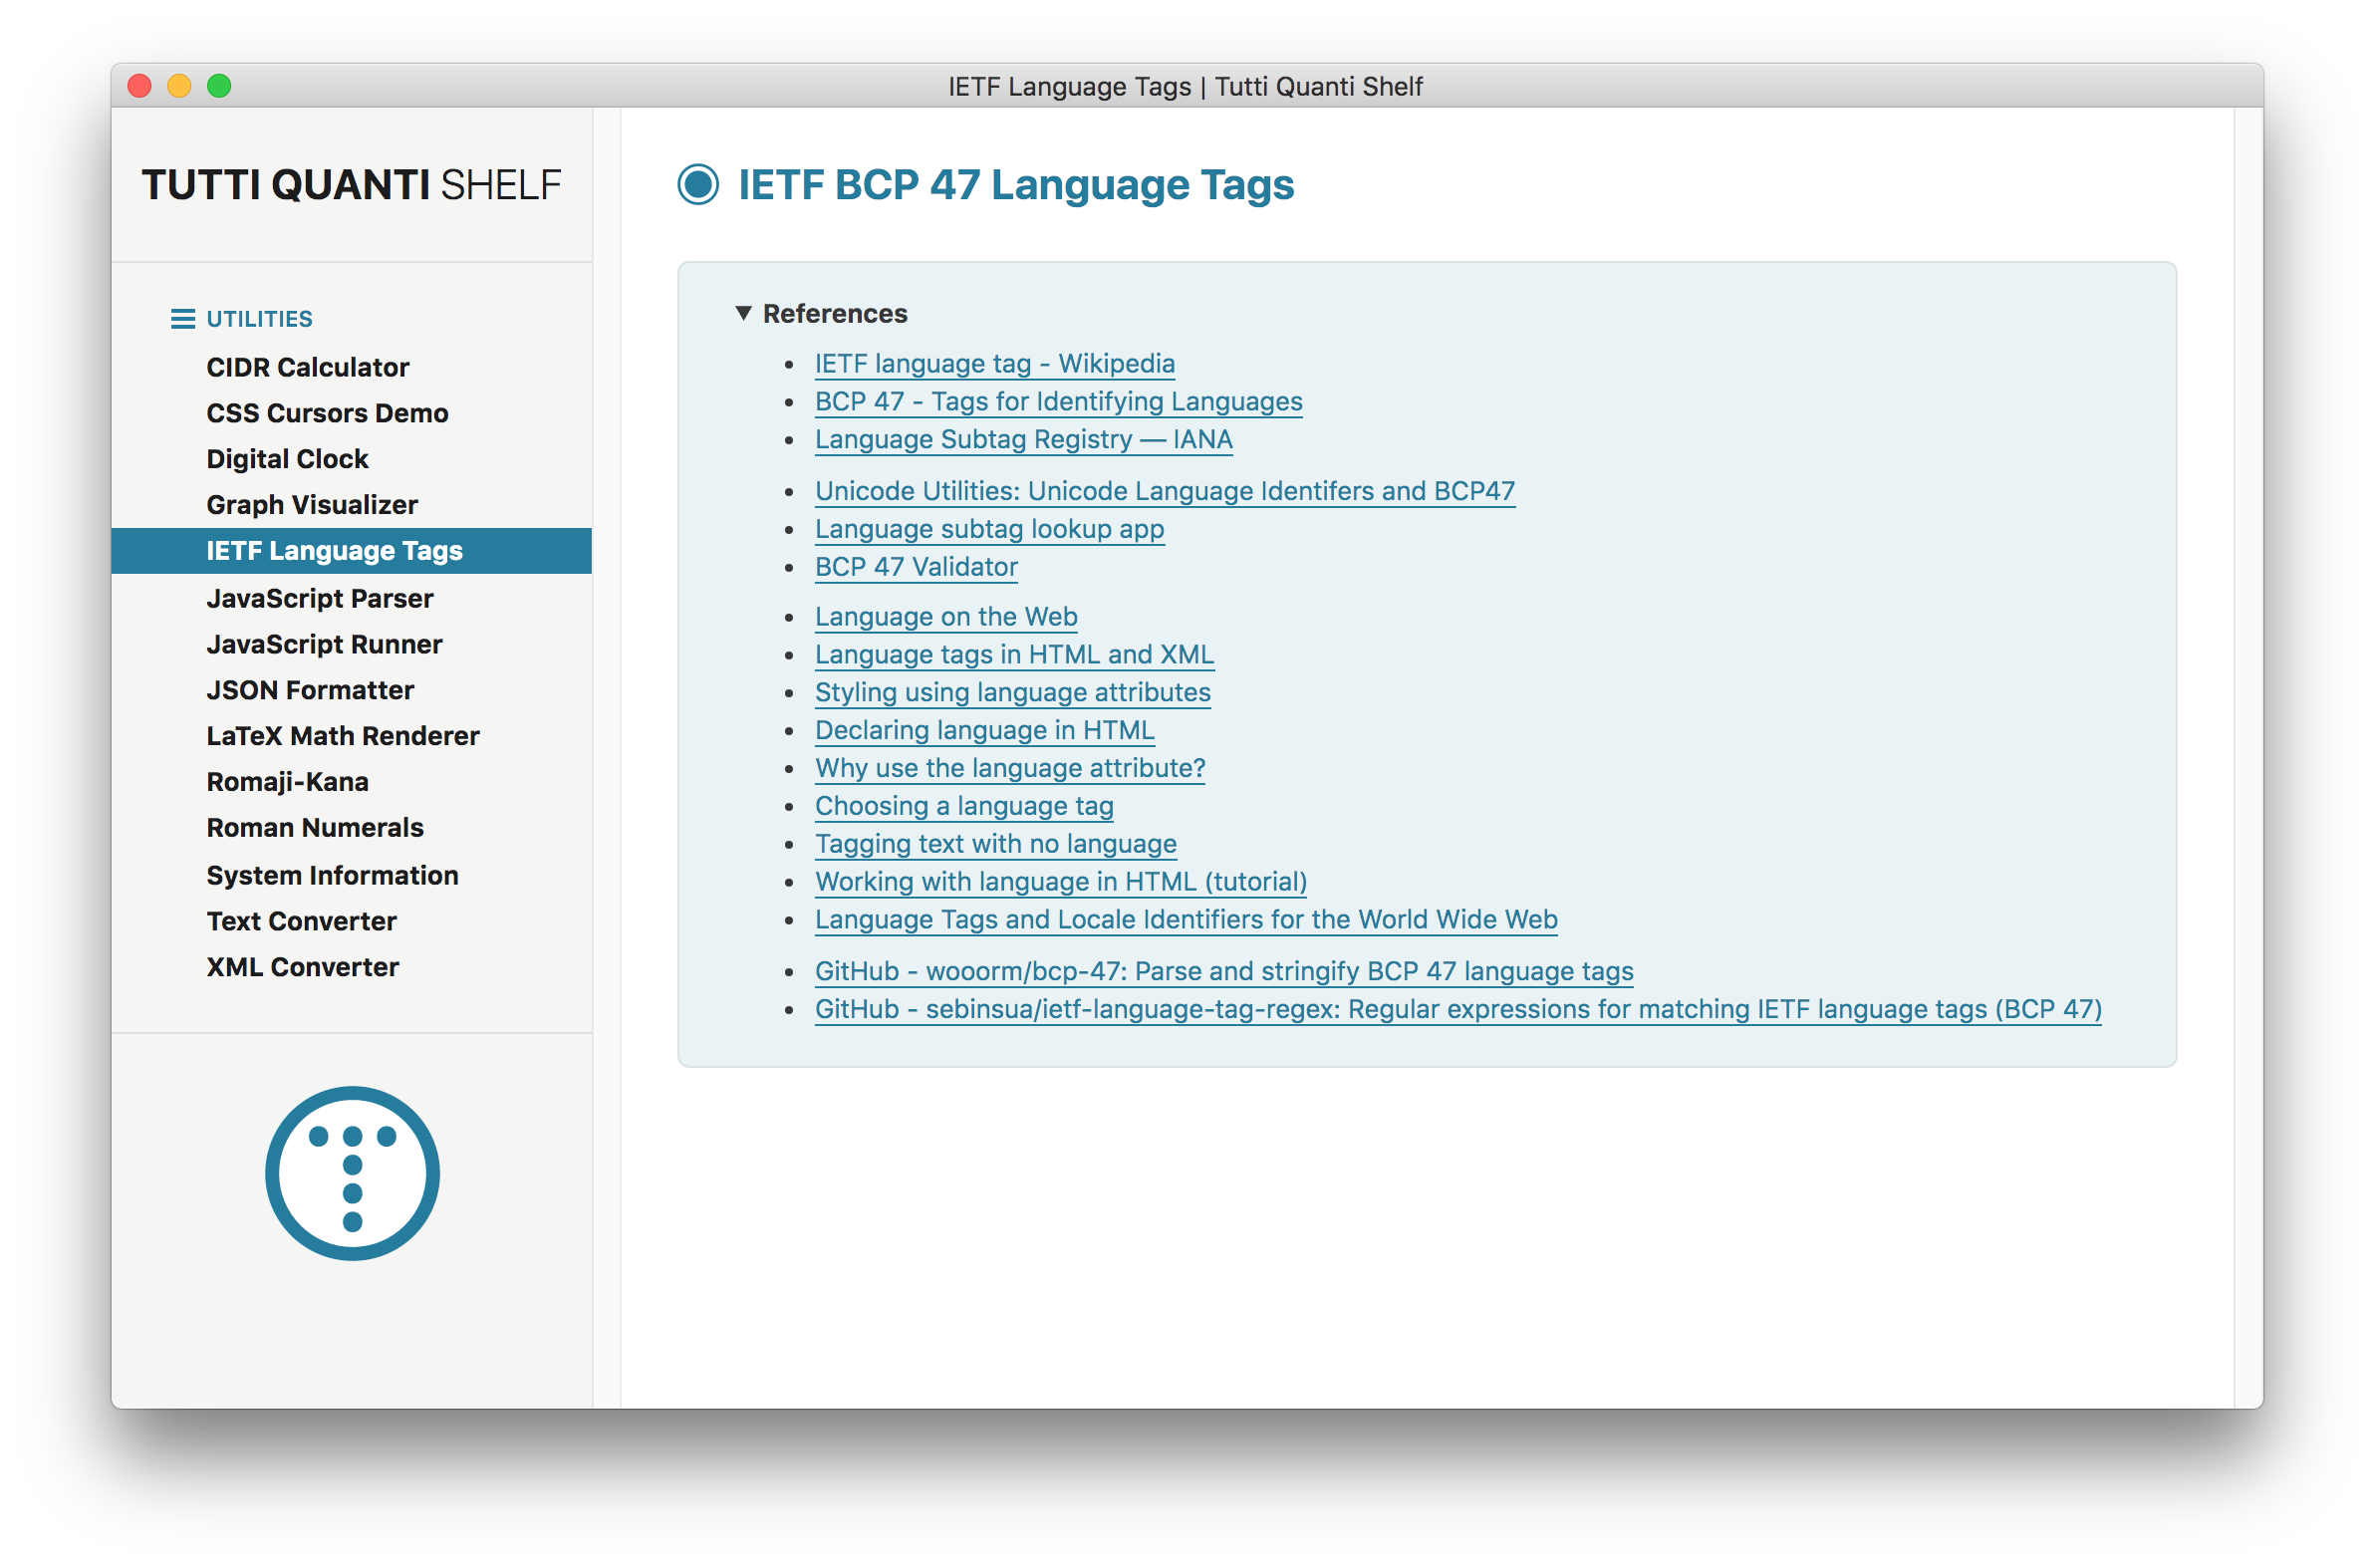 IETF Language Tags | Tutti Quanti Shelf
TUTTI QUANTI SHELF
UTILITIES
CIDR Calculator
CSS Cursors Demo
Digital Clock
Graph Visualizer
IETF Language Tags
JavaScript Parser
JavaScript Runner
JSON Formatter
LaTeX Math Renderer
Romaji-Kana
Roman Numerals
System Information
Text Converter
XML Converter
IETF BCP 47 Language Tags
References
IETF language tag - Wikipedia
BCP 47 - Tags for Identifying Languages
Language Subtag Registry — IANA
Unicode Utilities: Unicode Language Identifers and BCP47
Language subtag lookup app
BCP 47 Validator
Language on the Web
Language tags in HTML and XML
Styling using language attributes
Declaring language in HTML
Why use the language attribute?
Choosing a language tag
Tagging text with no language
Working with language in HTML (tutorial)
Language Tags and Locale Identifiers for the World Wide Web
GitHub - wooorm/bcp-47: Parse and stringify BCP 47 language tags
GitHub - sebinsua/ietf-language-tag-regex: Regular expressions for matching IETF language tags (BCP 47)